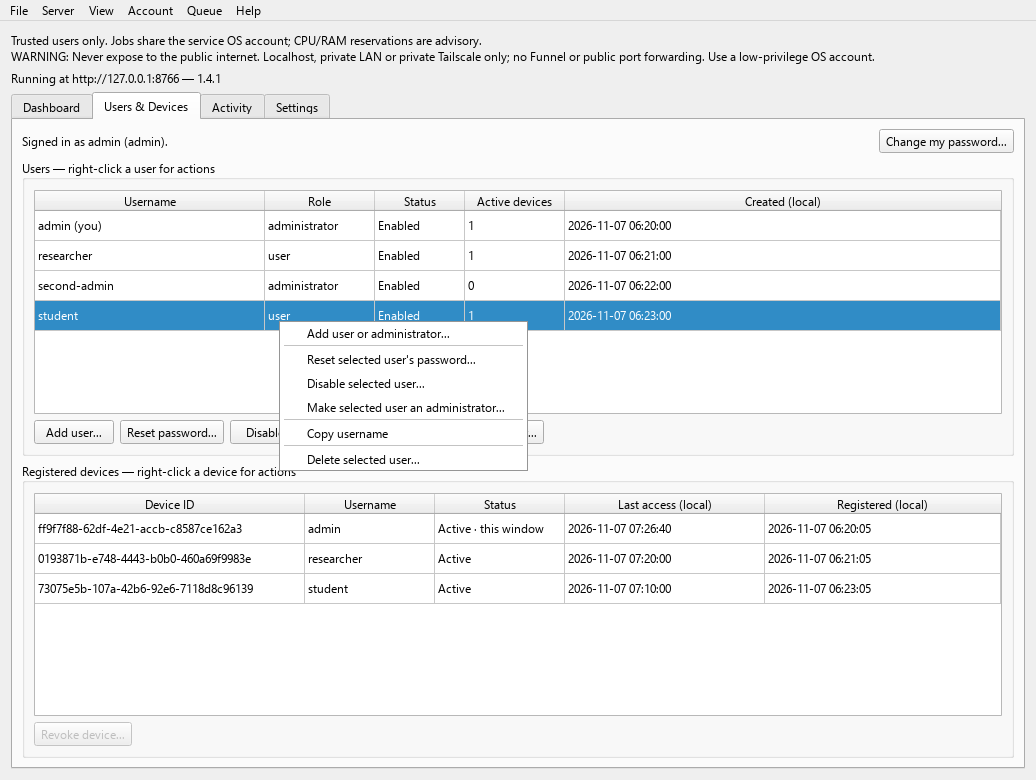 File Server View Account Queue Help
Trusted users only. Jobs share the service OS account; CPU/RAM reservations are advisory.
WARNING: Never expose to the public internet. Localhost, private LAN or private Tailscale only; no Funnel or public port forwarding. Use a low-privilege OS account.
Running at http://127.0.0.1:8766 — 1.4.1
Dashboard Users & Devices Activity Settings
Signed in as admin (admin). Change my password...
Users — right-click a user for actions
Username Role Status Active devices Created (local)
admin (you) administrator Enabled 1 2026-11-07 06:20:00
researcher user Enabled 1 2026-11-07 06:21:00
second-admin administrator Enabled 0 2026-11-07 06:22:00
student user Enabled 1 2026-11-07 06:23:00
Add user or administrator...
Reset selected user's password...
Disable selected user...
Make selected user an administrator...
Copy username
Delete selected user...
Add user... Reset password... ...
Registered devices — right-click a device for actions
Device ID Username Status Last access (local) Registered (local)
ff9f7f88-62df-4e21-accb-c8587ce162a3 admin Active · this window 2026-11-07 07:26:40 2026-11-07 06:20:05
0193871b-e748-4443-b0b0-460a69f9983e researcher Active 2026-11-07 07:20:00 2026-11-07 06:21:05
73075e5b-107a-42b6-92e6-7118d8c96139 student Active 2026-11-07 07:10:00 2026-11-07 06:23:05
Revoke device...